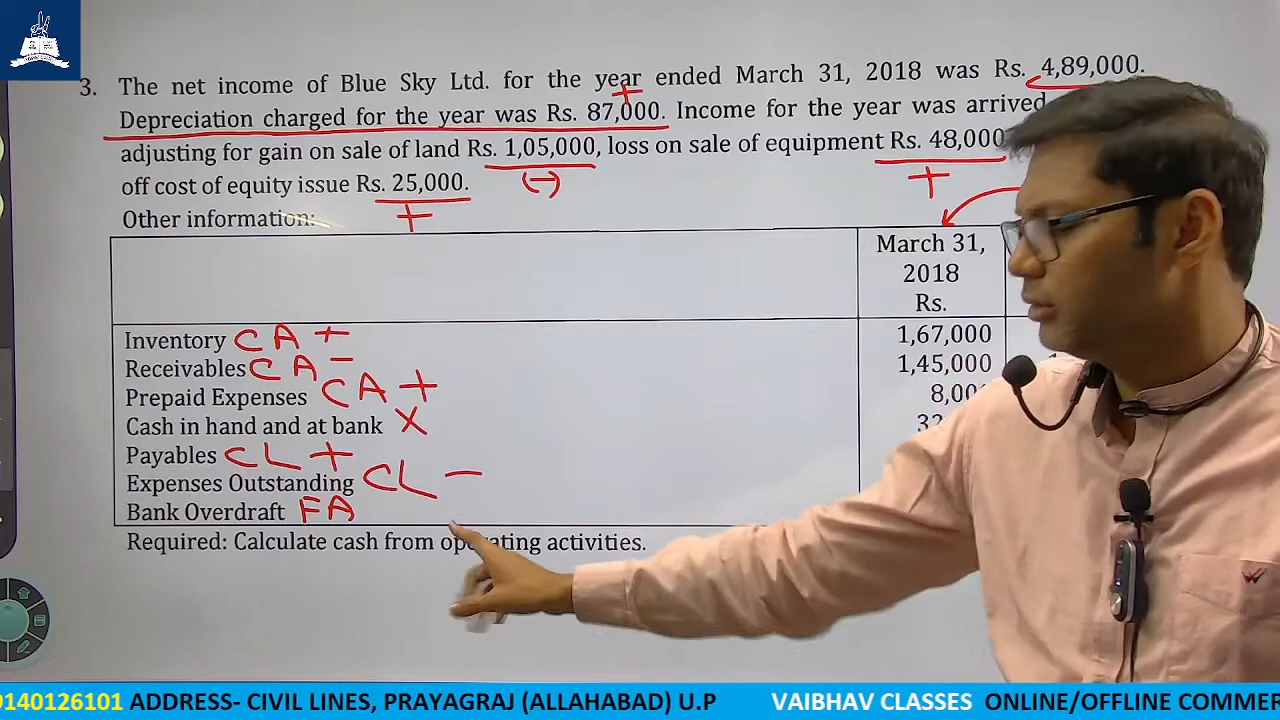 3. The net income of Blue Sky Ltd. for the year ended March 31, 2018 was Rs. 4,89,000.
+
Depreciation charged for the year was Rs. 87,000. Income for the year was arrived
adjusting for gain on sale of land Rs. 1,05,000, loss on sale of equipment Rs. 48,000
off cost of equity issue Rs. 25,000.
(-)
+
+
Other information:
March 31,
2018
Rs.
Inventory CA + 1,67,000
Receivables CA - 1,45,000
Prepaid Expenses CA +
Cash in hand and at bank X
Payables CL +
Expenses Outstanding CL -
Bank Overdraft FA
Required: Calculate cash from operating activities.
9140126101 ADDRESS- CIVIL LINES, PRAYAGRAJ (ALLAHABAD) U.P VAIBHAV CLASSES ONLINE/OFFLINE